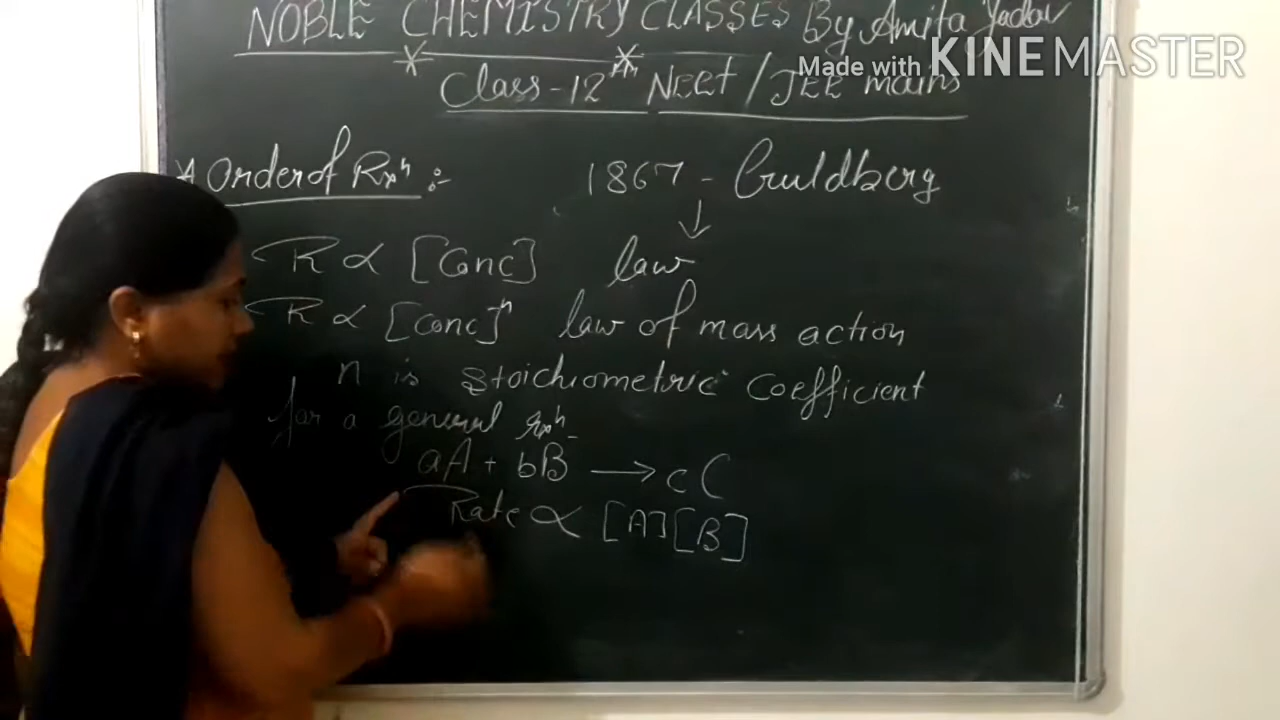 NOBLE CHEMISTRY CLASSES By Amita Yadav
Made with KINEMASTER
Class-12th NEET / JEE mains
* Order of Rxn :-
1867 - Guldberg
↓
R ∝ [Conc] law
R ∝ [Conc]^n law of mass action
n is Stoichiometric Coefficient
for a general rxn -
aA + bB → cC
Rate ∝ [A] [B]